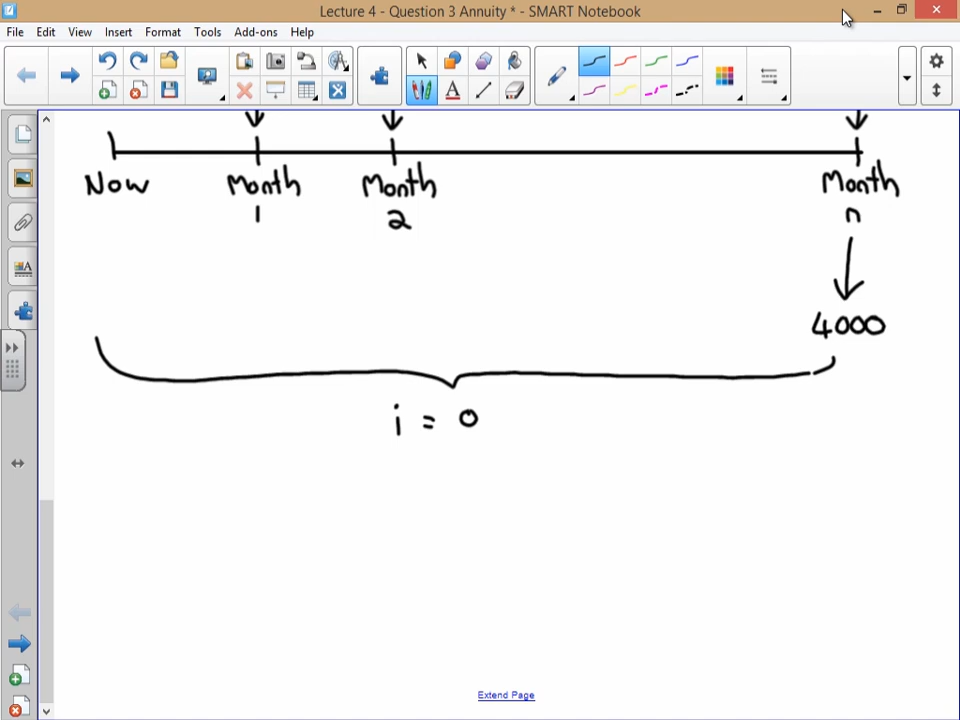 Lecture 4 - Question 3 Annuity * - SMART Notebook
File Edit View Insert Format Tools Add-ons Help
Now Month Month Month
1 2 n
4000
i = 0
Extend Page